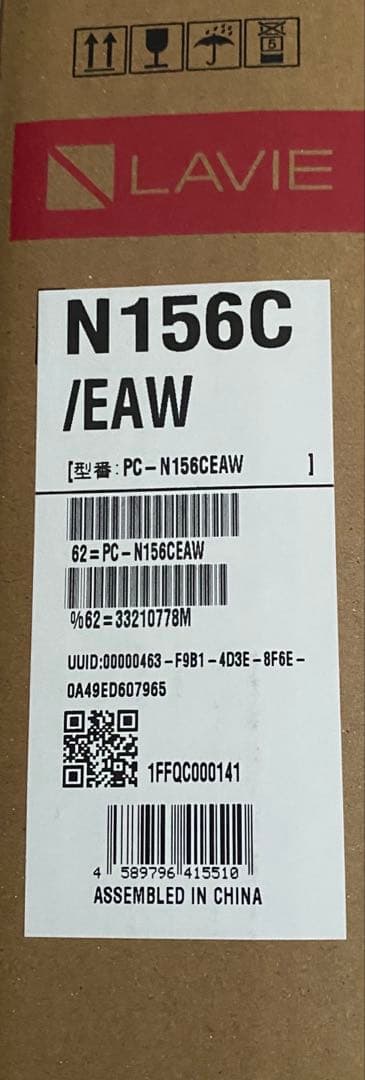 5
LAVIE
N156C
/EAW
[型番:PC-N156CEAW ]
62=PC-N156CEAW
%62=33210778M
UUID:00000463-F9B1-4D3E-8F6E-
0A49ED607965
1FFQC000141
4 589796 415510
ASSEMBLED IN CHINA